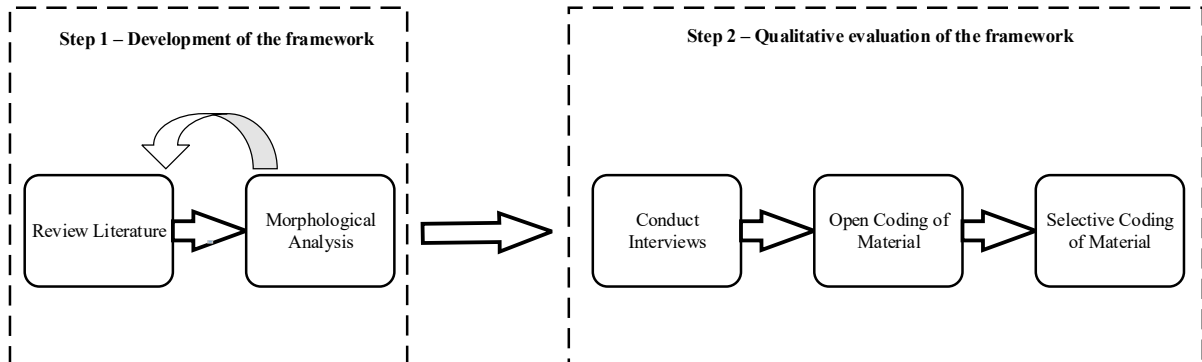 Step 1 – Development of the framework
Review Literature
Morphological
Analysis
Step 2 – Qualitative evaluation of the framework
Conduct
Interviews
Open Coding of
Material
Selective Coding
of Material